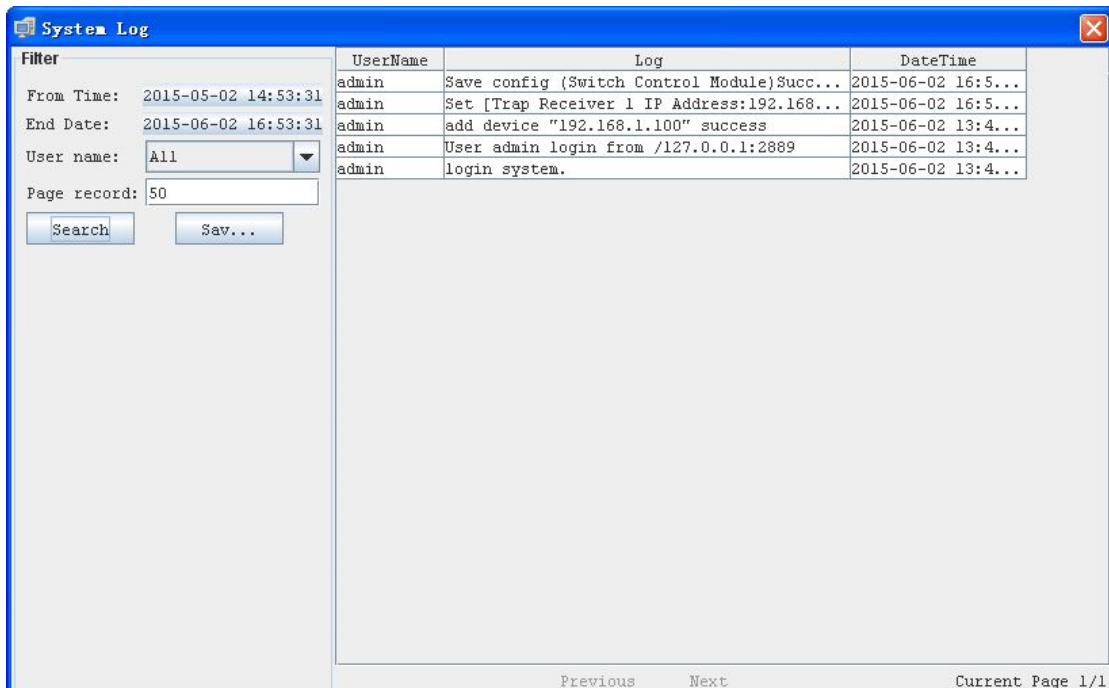 System Log
Filter
From Time: 2015-05-02 14:53:31
End Date: 2015-06-02 16:53:31
User name: All
Page record: 50
Search Sav...
UserName Log DateTime
admin Save config (Switch Control Module)Succ... 2015-06-02 16:5...
admin Set [Trap Receiver 1 IP Address:192.168... 2015-06-02 16:5...
admin add device "192.168.1.100" success 2015-06-02 13:4...
admin User admin login from /127.0.0.1:2889 2015-06-02 13:4...
admin login system. 2015-06-02 13:4...
Previous Next Current Page 1/1